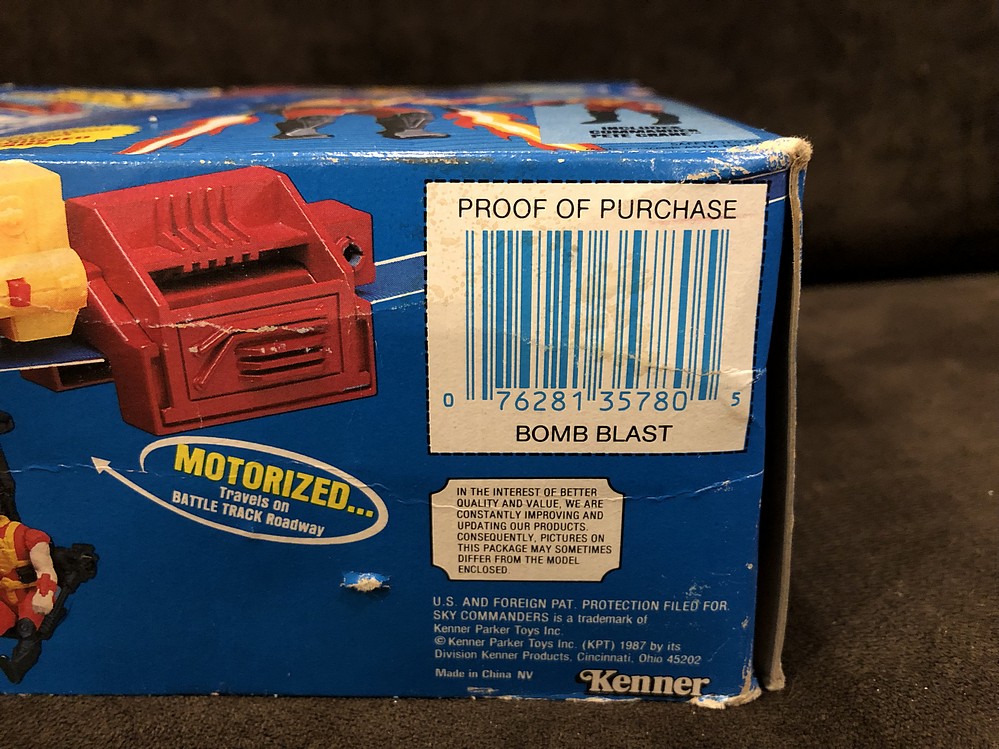 INCLUDES
COMMANDER
PETE CRANE
PROOF OF PURCHASE
0 76281 35780 5
BOMB BLAST
MOTORIZED...
Travels on
BATTLE TRACK Roadway
IN THE INTEREST OF BETTER
QUALITY AND VALUE, WE ARE
CONSTANTLY IMPROVING AND
UPDATING OUR PRODUCTS.
CONSEQUENTLY, PICTURES ON
THIS PACKAGE MAY SOMETIMES
DIFFER FROM THE MODEL
ENCLOSED.
U.S. AND FOREIGN PAT. PROTECTION FILED FOR.
SKY COMMANDERS is a trademark of
Kenner Parker Toys Inc.
© Kenner Parker Toys Inc. (KPT) 1987 by its
Division Kenner Products, Cincinnati, Ohio 45202
Made in China NV
Kenner